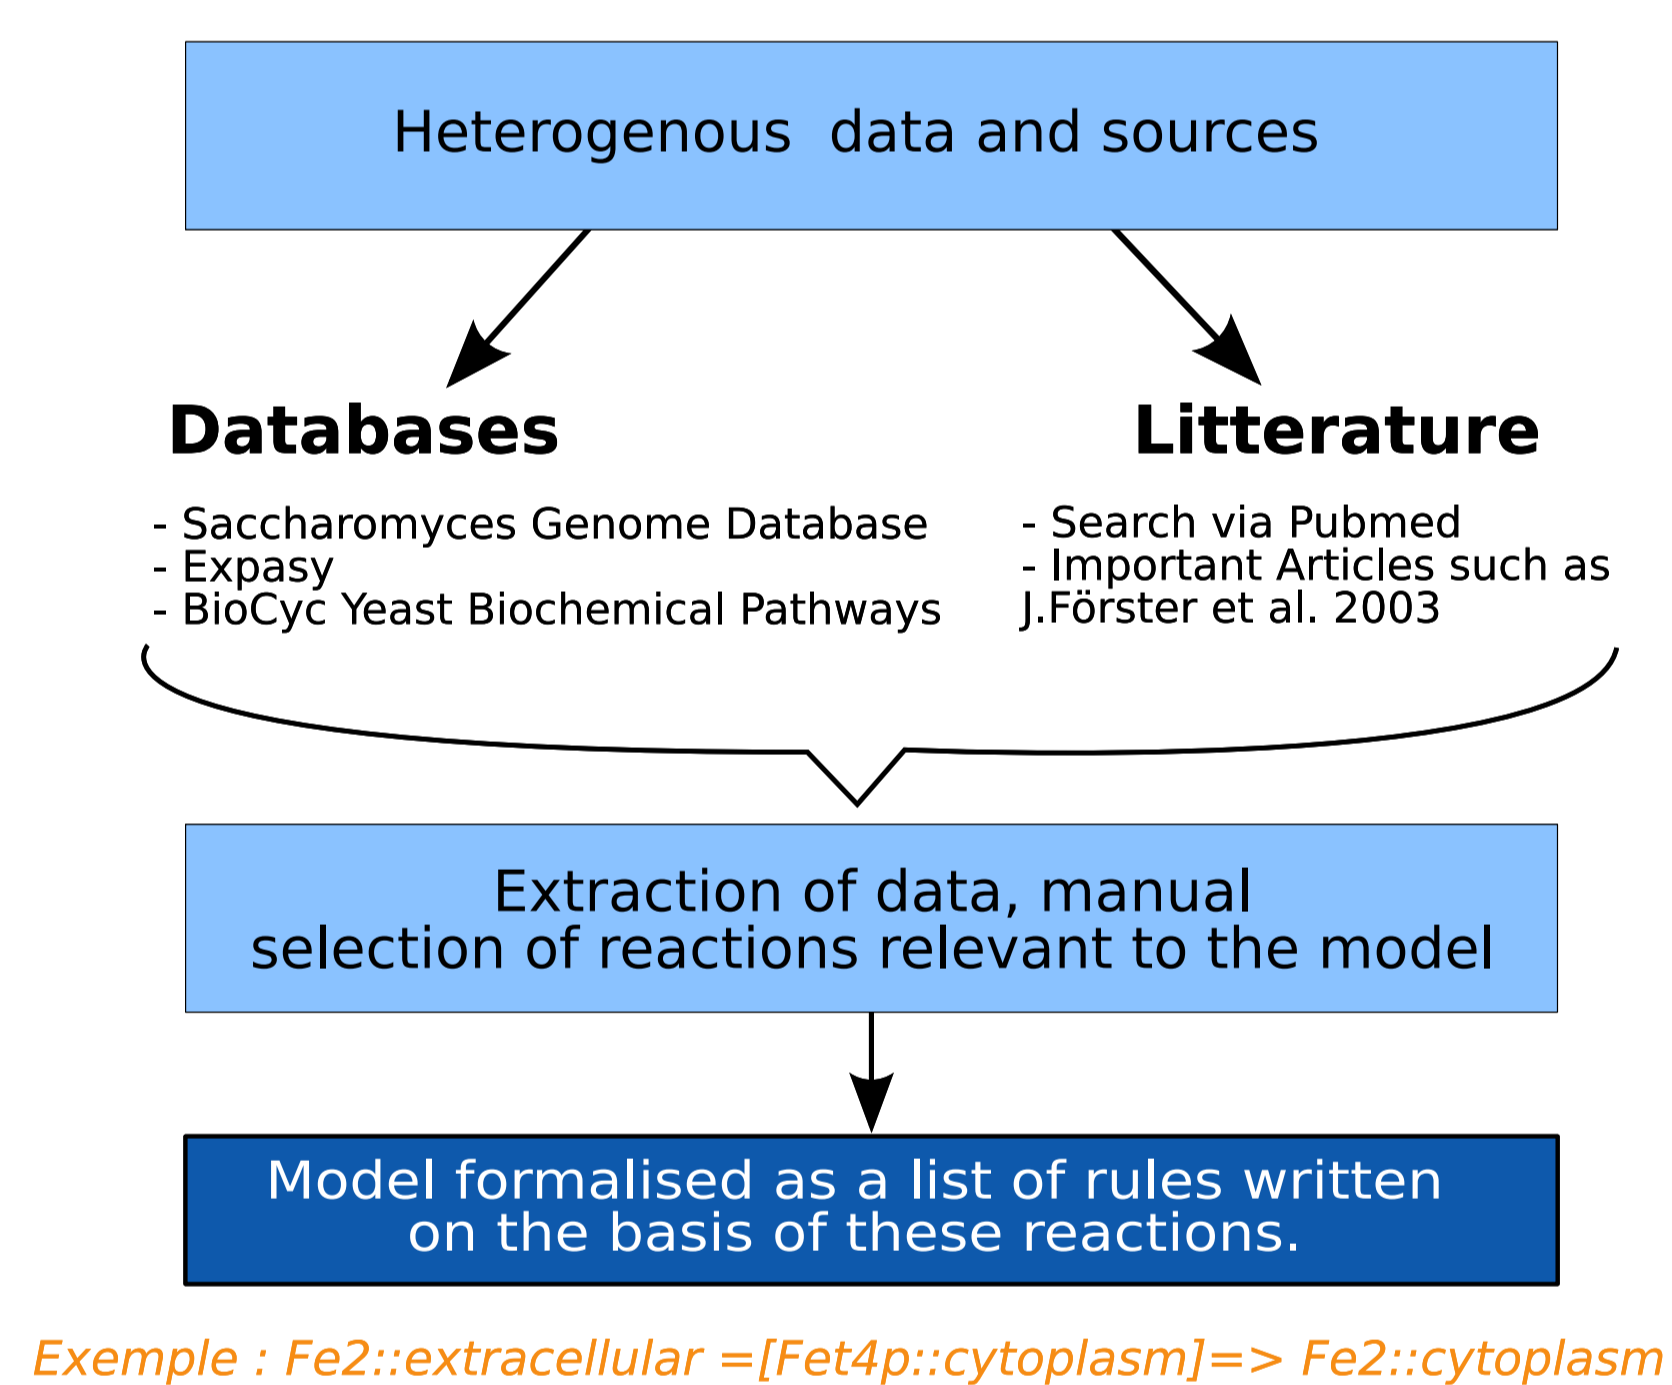 Heterogenous data and sources
Databases
- Saccharomyces Genome Database
- Expasy
- BioCyc Yeast Biochemical Pathways
Litterature
- Search via Pubmed
- Important Articles such as
J.Förster et al. 2003
Extraction of data, manual
selection of reactions relevant to the model
Model formalised as a list of rules written
on the basis of these reactions.
Exemple : Fe2::extracellular =[Fet4p::cytoplasm]=> Fe2::cytoplasm